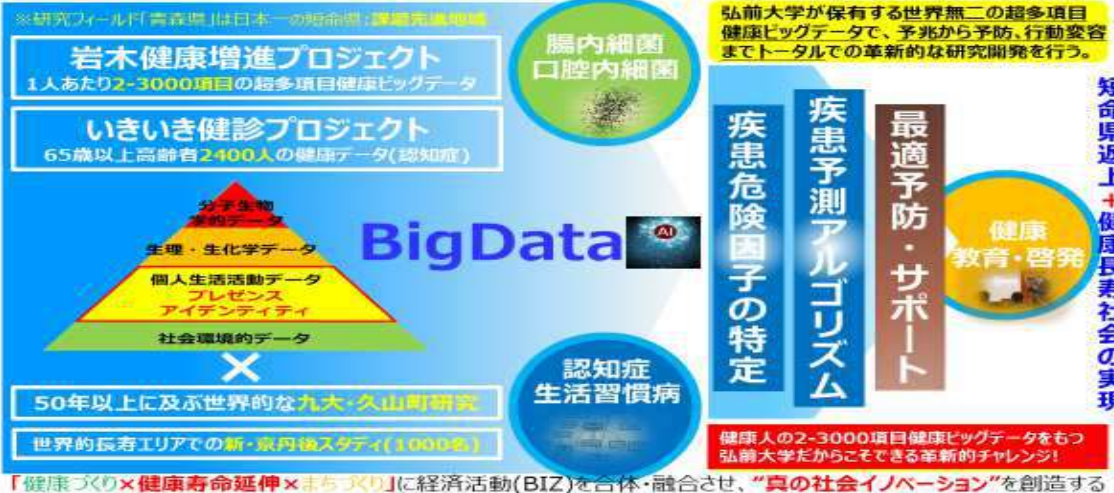 ※研究フィールド「青森県」は日本一の短命県:課題先進地域
岩木健康増進プロジェクト
1人あたり2-3000項目の超多項目健康ビッグデータ
いきいき健診プロジェクト
65歳以上高齢者2400人の健康データ(認知症)
分子生物
学的データ
生理・生化学データ
個人生活活動データ
プレゼンス
アイデンティティ
社会環境的データ
×
50年以上に及ぶ世界的な九大・久山町研究
世界的長寿エリアでの新・京丹後スタディ(1000名)
腸内細菌
口腔内細菌
BigData
AI
認知症
生活習慣病
弘前大学が保有する世界無二の超多項目
健康ビッグデータで、予兆から予防、行動変容
までトータルでの革新的な研究開発を行う。
疾患危険因子の特定
疾患予測アルゴリズム
最適予防・サポート
健康
教育・啓発
短命県返上+健康長寿社会の実現
健康人の2-3000項目健康ビッグデータをもつ
弘前大学だからこそできる革新的チャレンジ!
「健康づくり×健康寿命延伸×まちづくり」に経済活動(BIZ)を合体・融合させ、"真の社会イノベーション"を創造する